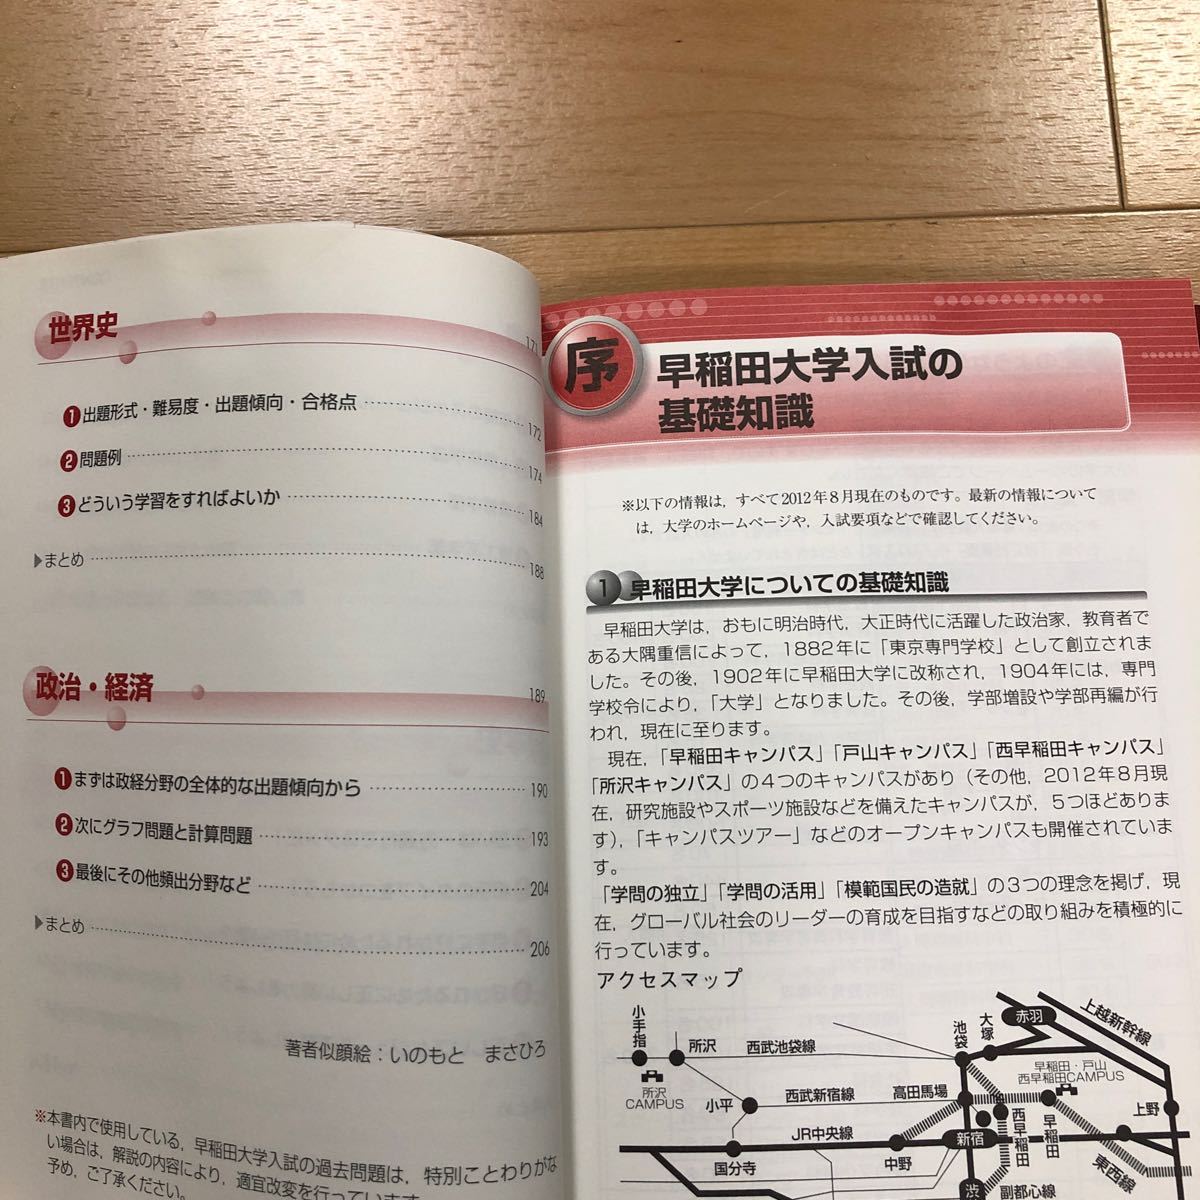 世界史 171
❶出題形式・難易度・出題傾向・合格点 172
❷問題例 174
❸どういう学習をすればよいか 184
▶まとめ 188
政治・経済 189
❶まずは政経分野の全体的な出題傾向から 190
❷次にグラフ問題と計算問題 193
❸最後にその他頻出分野など 204
▶まとめ 206
著者似顔絵：いのもと まさひろ
※本書内で使用している、早稲田大学入試の過去問題は、特別ことわりがな
い場合は、解説の内容により、適宜改変を行っています
予め、ご了承ください。
序 早稲田大学入試の
基礎知識
※以下の情報は，すべて2012年8月現在のものです。最新の情報について
は，大学のホームページや，入試要項などで確認してください。
1 早稲田大学についての基礎知識
早稲田大学は，おもに明治時代，大正時代に活躍した政治家，教育者で
ある大隅重信によって，1882年に「東京専門学校」として創立されま
した。その後，1902年に早稲田大学に改称され，1904年には，専門
学校令により，「大学」となりました。その後，学部増設や学部再編が行
われ，現在に至ります。
現在，「早稲田キャンパス」「戸山キャンパス」「西早稲田キャンパス」
「所沢キャンパス」の４つのキャンパスがあり（その他，2012年8月現
在，研究施設やスポーツ施設などを備えたキャンパスが，５つほどありま
す），「キャンパスツアー」などのオープンキャンパスも開催されていま
す。
「学問の独立」「学問の活用」「模範国民の造就」の３つの理念を掲げ，現
在，グローバル社会のリーダーの育成を目指すなどの取り組みを積極的に
行っています。
アクセスマップ
小手指
所沢
西武池袋線
池袋
大塚
赤羽
上越新幹線
所沢
CAMPUS
小平
西武新宿線
高田馬場
早稲田・戸山
西早稲田CAMPUS
上野
西早稲田
早稲田
JR中央線
新宿
国分寺
中野
東西線
渋
副都心線